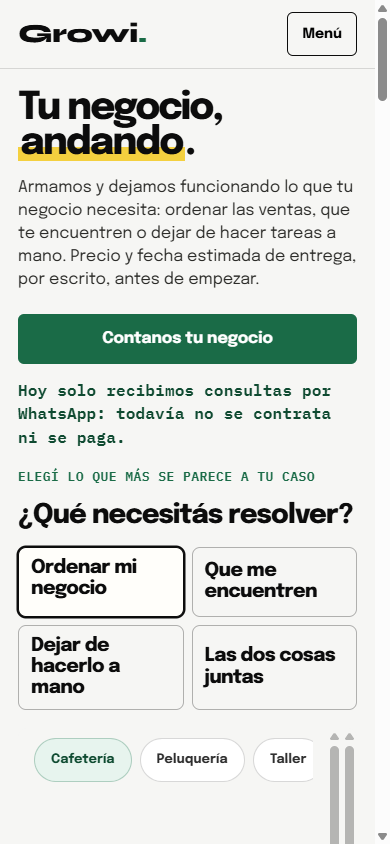 Growi.
Menú
Tu negocio,
andando.
Armamos y dejamos funcionando lo que tu
negocio necesita: ordenar las ventas, que
te encuentren o dejar de hacer tareas a
mano. Precio y fecha estimada de entrega,
por escrito, antes de empezar.
Contanos tu negocio
Hoy solo recibimos consultas por
WhatsApp: todavía no se contrata
ni se paga.
ELEGÍ LO QUE MÁS SE PARECE A TU CASO
¿Qué necesitás resolver?
Ordenar mi
negocio
Que me
encuentren
Dejar de
hacerlo a
mano
Las dos cosas
juntas
Cafetería
Peluquería
Taller